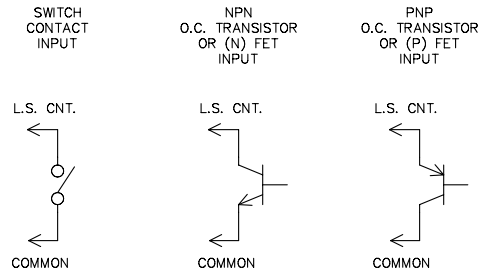 SWITCH
CONTACT
INPUT
NPN
O.C. TRANSISTOR
OR (N) FET
INPUT
PNP
O.C. TRANSISTOR
OR (P) FET
INPUT
L.S. CNT.
L.S. CNT.
L.S. CNT.
COMMON
COMMON
COMMON